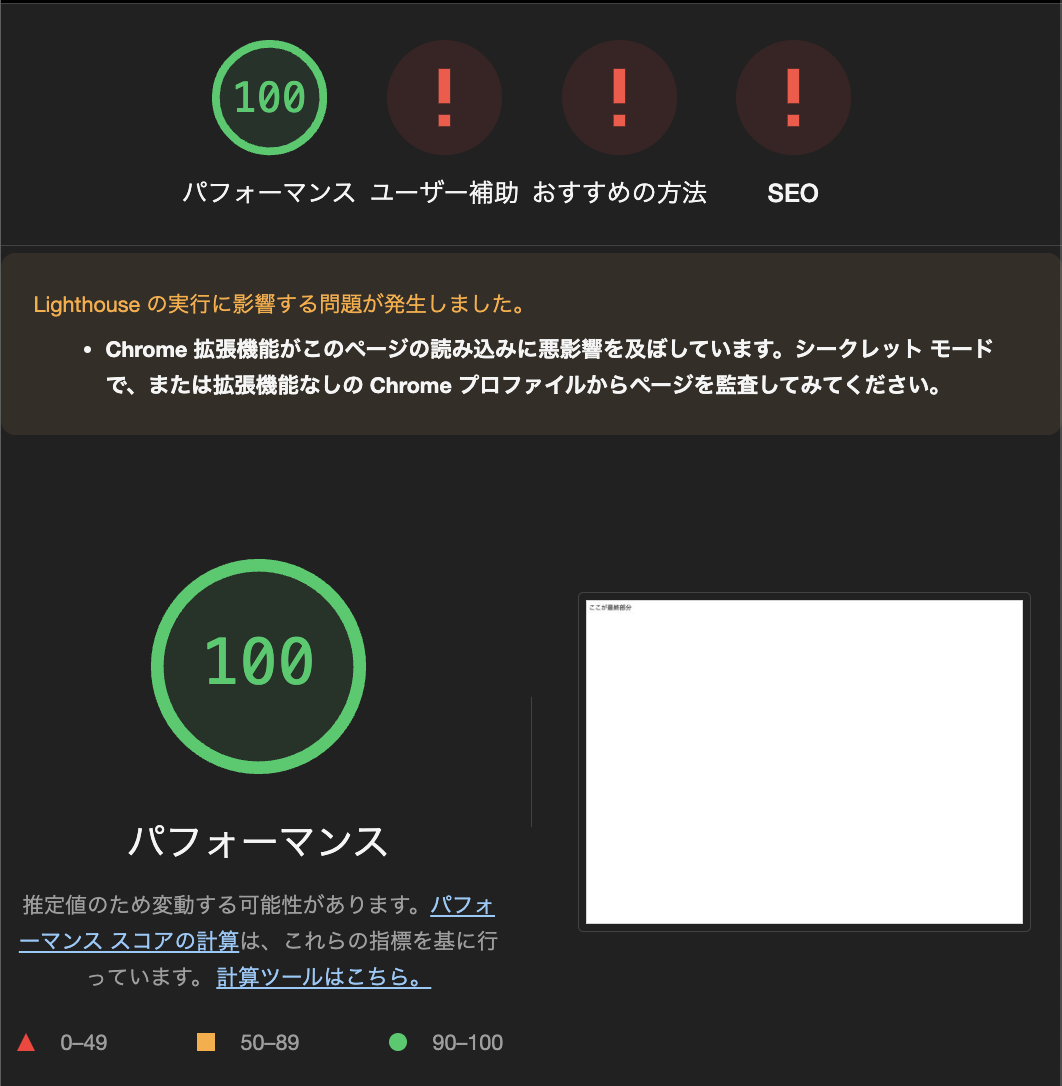 100
パフォーマンス ユーザー補助 おすすめの方法 SEO
Lighthouse の実行に影響する問題が発生しました。
• Chrome 拡張機能がこのページの読み込みに悪影響を及ぼしています。シークレット モード
で、または拡張機能なしの Chrome プロファイルからページを監査してみてください。
100
パフォーマンス
推定値のため変動する可能性があります。パフォ
ーマンス スコアの計算は、これらの指標を基に行
っています。計算ツールはこちら。
0–49 50–89 90–100
ここが最終部分